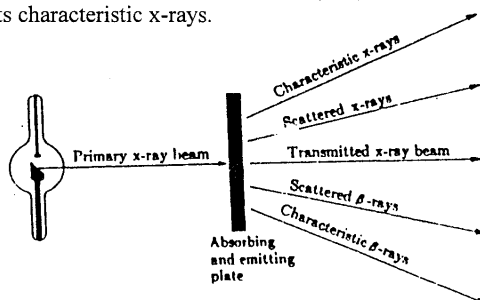 ts characteristic x-rays.
Characteristic x-rays
Scattered x-rays
Primary x-ray beam
Transmitted x-ray beam
Scattered β-rays
Characteristic β-rays
Absorbing
and emitting
plate